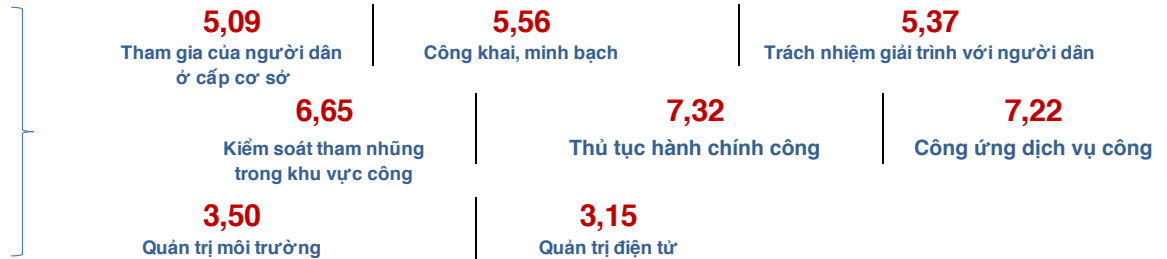 5,09
5,56
5,37
Tham gia của người dân
ở cấp cơ sở
Công khai, minh bạch
Trách nhiệm giải trình với người dân
6,65
7,32
7,22
Kiểm soát tham nhũng
trong khu vực công
Thủ tục hành chính công
Công ứng dịch vụ công
3,50
3,15
Quản trị môi trường
Quản trị điện tử